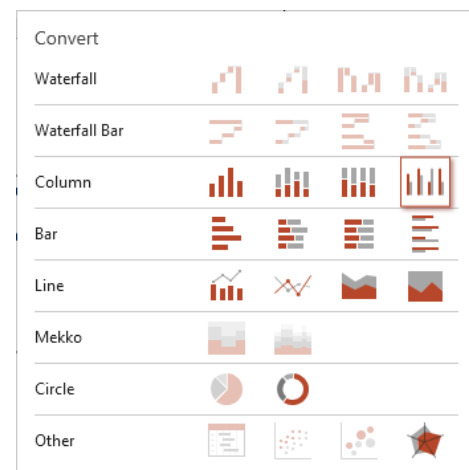 Convert
Waterfall
Waterfall Bar
Column
Bar
Line
Mekko
Circle
Other